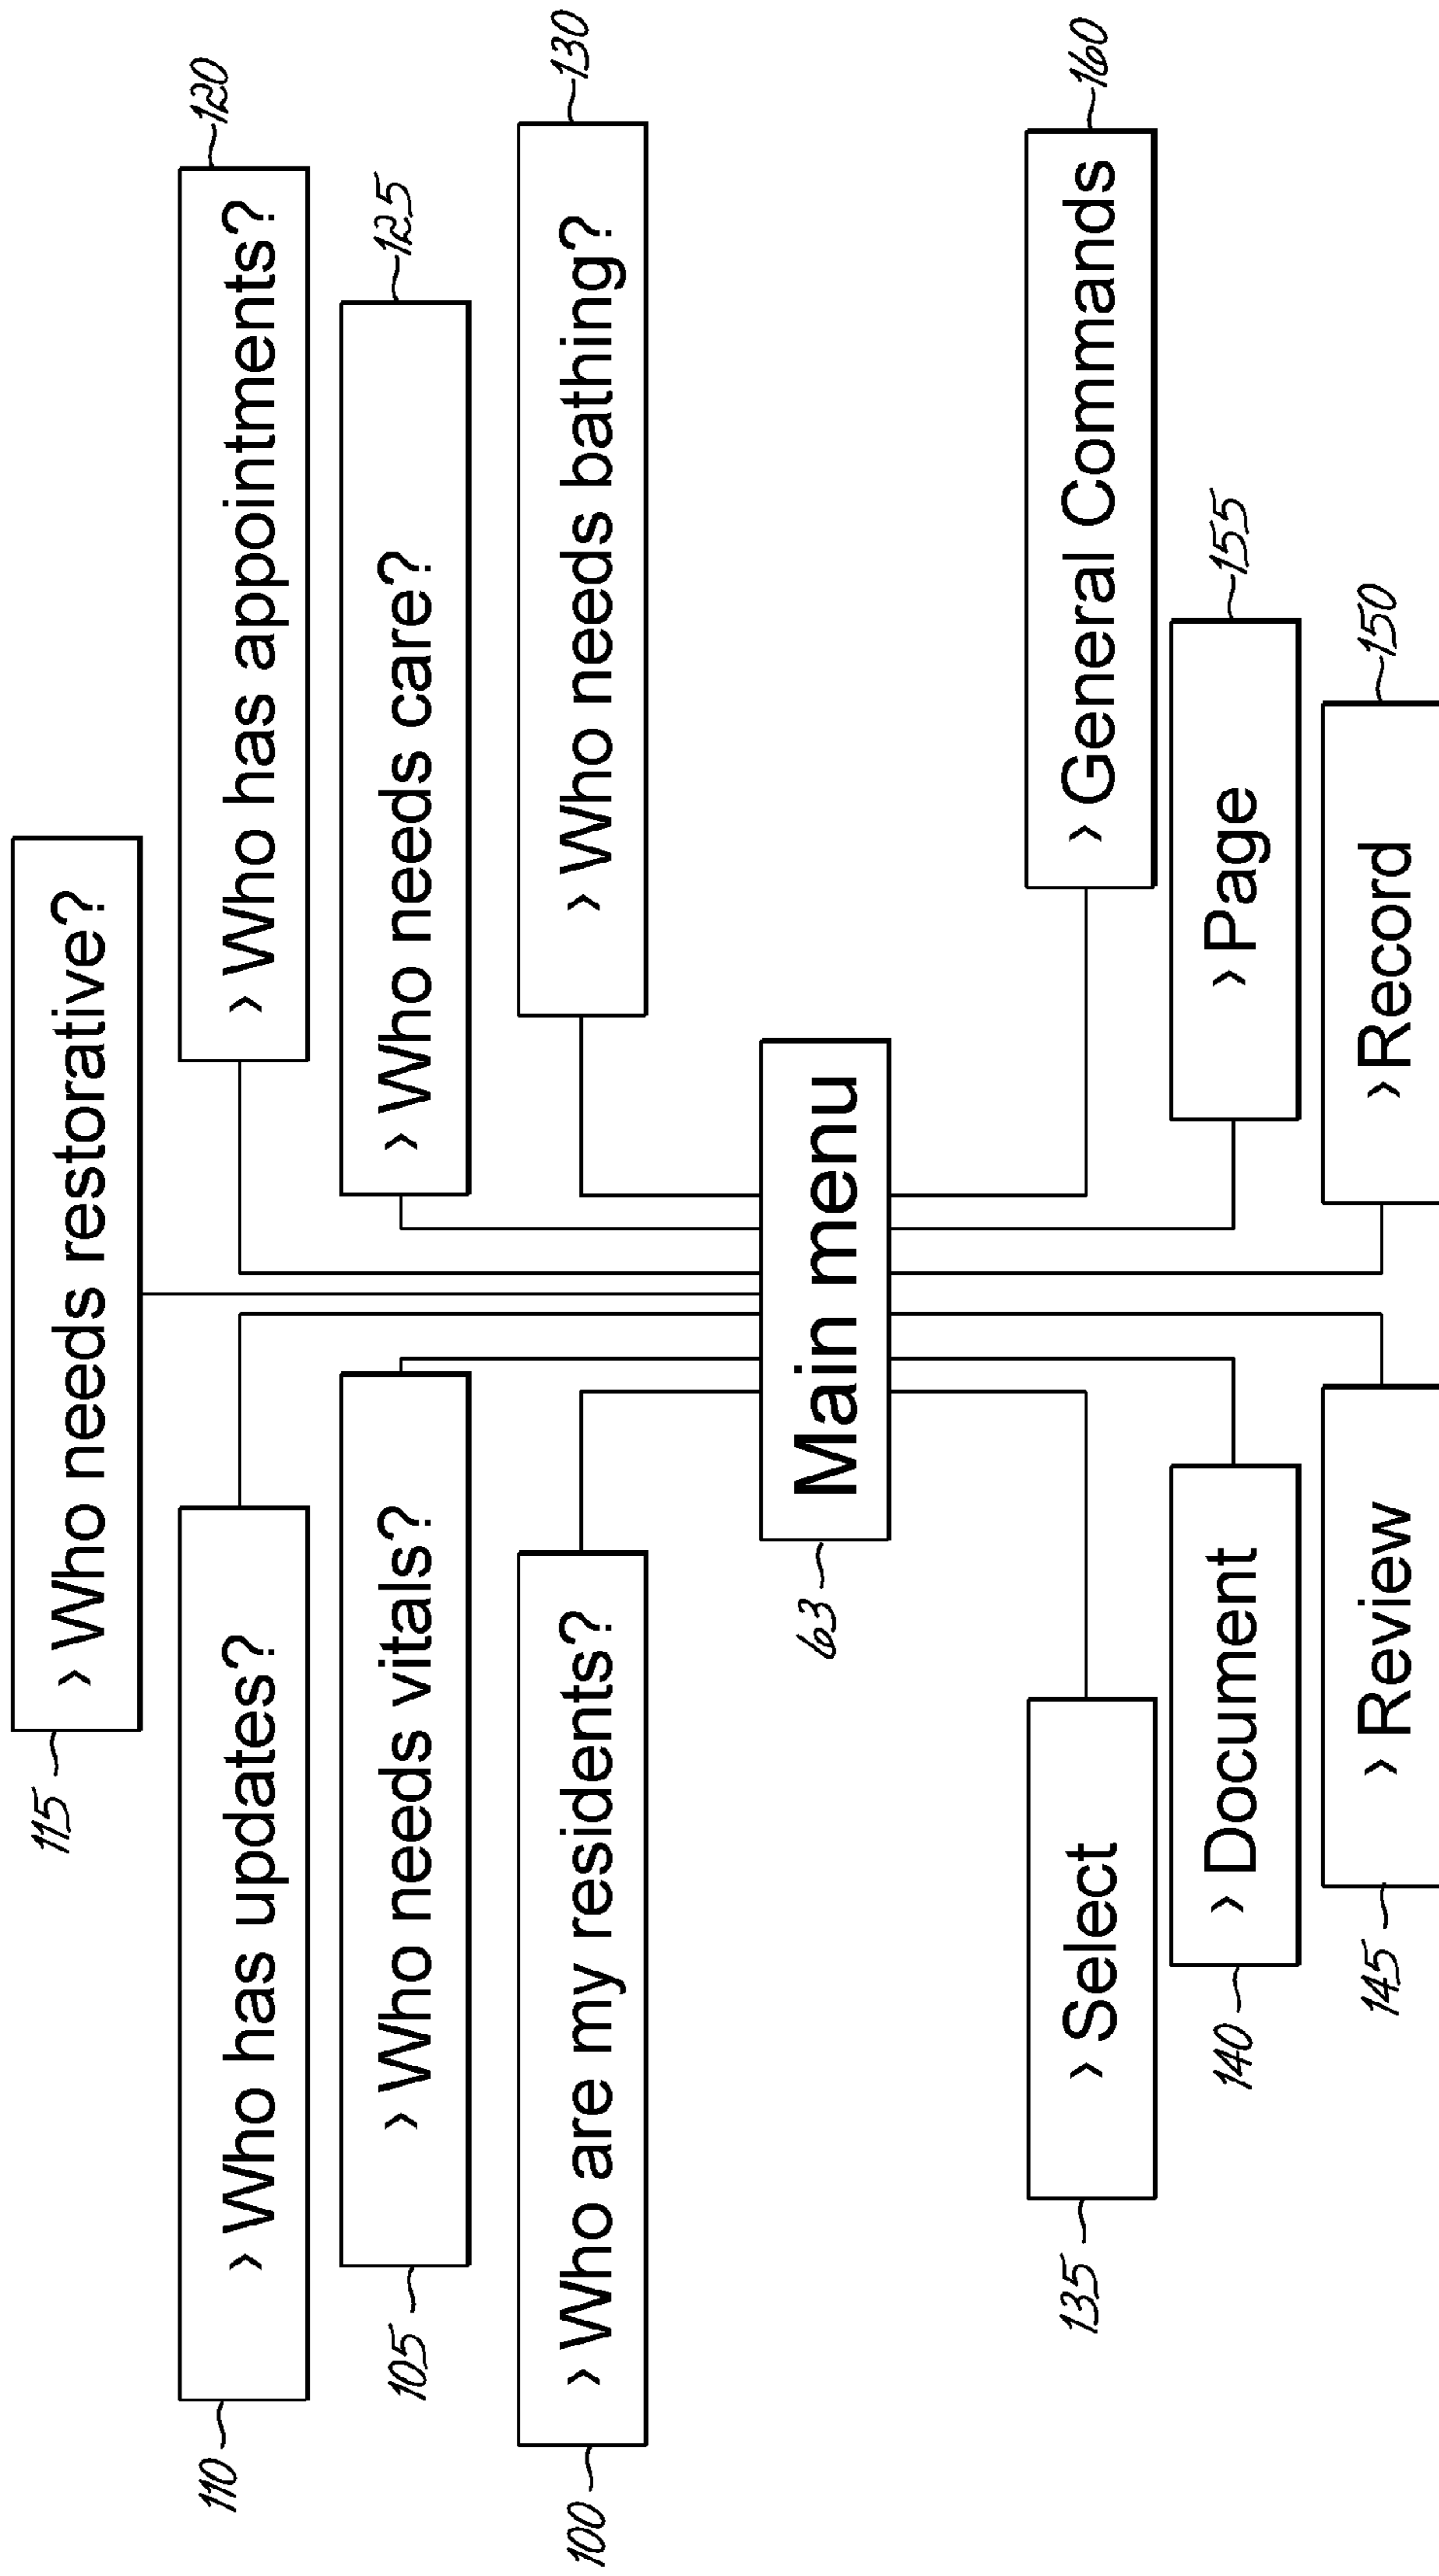 115
› Who needs restorative?
110
› Who has updates?
› Who has appointments?
120
105
› Who needs vitals?
› Who needs care?
125
100
› Who are my residents?
› Who needs bathing?
130
63
Main menu
135
› Select
› General Commands
160
140
› Document
› Page
155
145
› Review
› Record
150